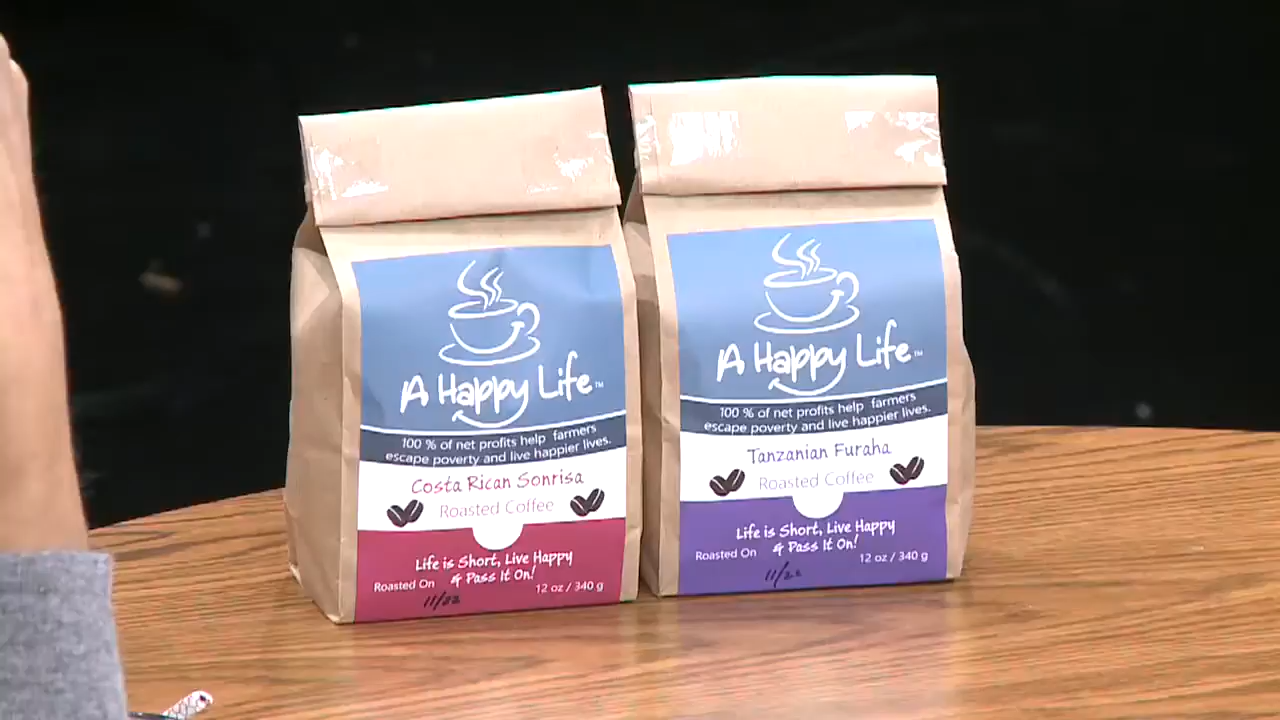 A Happy Life™
100 % of net profits help farmers
escape poverty and live happier lives.
Costa Rican Sonrisa
Roasted Coffee
Life is Short, Live Happy
& Pass It On!
Roasted On
11/22
12 oz / 340 g
A Happy Life™
100 % of net profits help farmers
escape poverty and live happier lives.
Tanzanian Furaha
Roasted Coffee
Life is Short, Live Happy
& Pass It On!
Roasted On
11/22
12 oz / 340 g